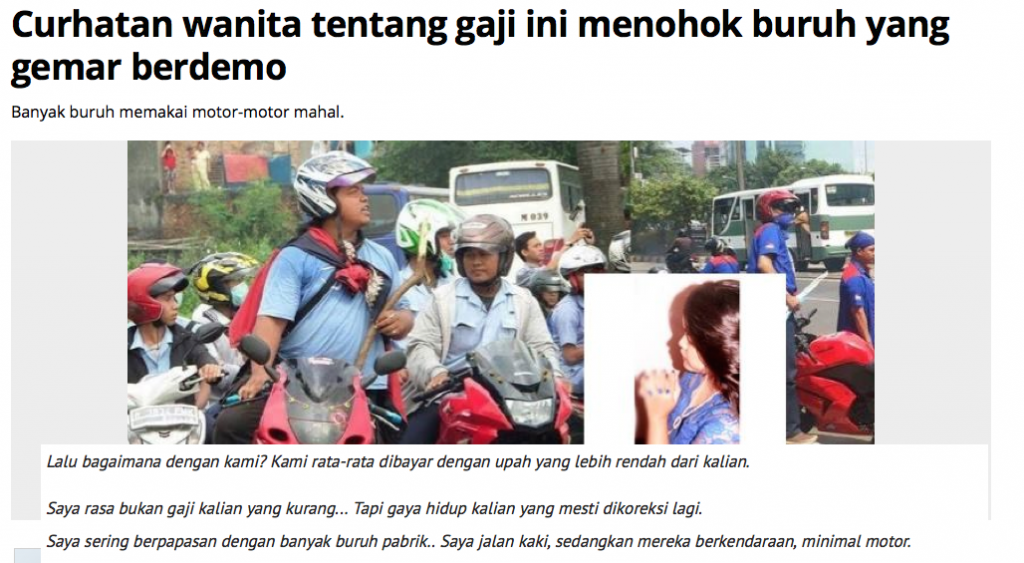 Curhatan wanita tentang gaji ini menohok buruh yang
gemar berdemo
Banyak buruh memakai motor-motor mahal.
M 039
Lalu bagaimana dengan kami? Kami rata-rata dibayar dengan upah yang lebih rendah dari kalian.
Saya rasa bukan gaji kalian yang kurang... Tapi gaya hidup kalian yang mesti dikoreksi lagi.
Saya sering berpapasan dengan banyak buruh pabrik.. Saya jalan kaki, sedangkan mereka berkendaraan, minimal motor.